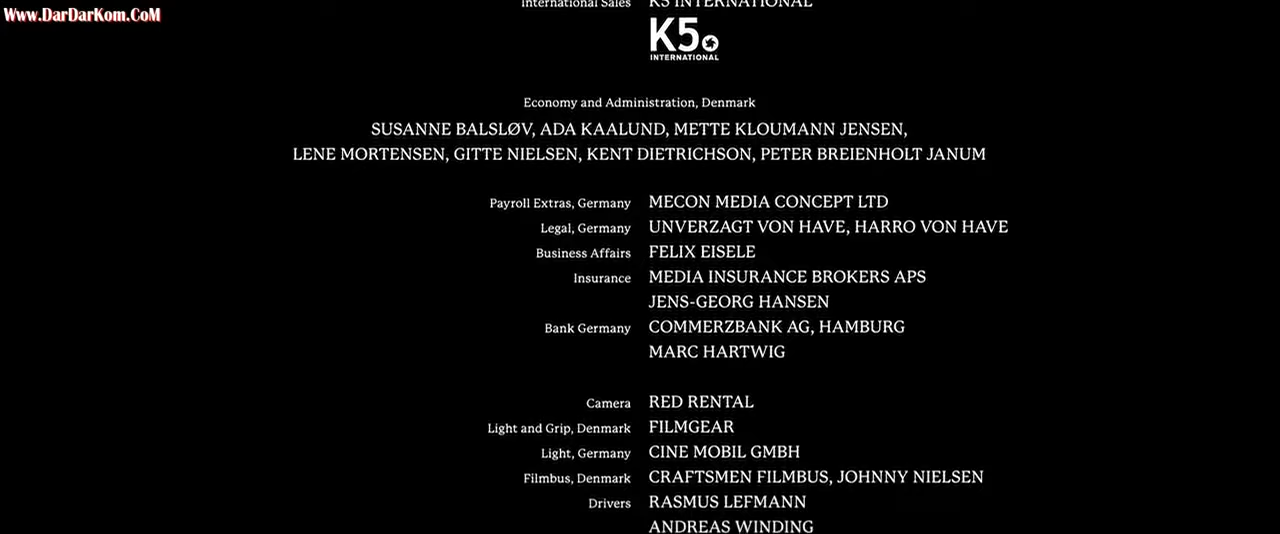 Www.DarDarKom.CoM
International Sales K5 INTERNATIONAL
K5
INTERNATIONAL
Economy and Administration, Denmark
SUSANNE BALSLØV, ADA KAALUND, METTE KLOUMANN JENSEN,
LENE MORTENSEN, GITTE NIELSEN, KENT DIETRICHSON, PETER BREIENHOLT JANUM
Payroll Extras, Germany MECON MEDIA CONCEPT LTD
Legal, Germany UNVERZAGT VON HAVE, HARRO VON HAVE
Business Affairs FELIX EISELE
Insurance MEDIA INSURANCE BROKERS APS
JENS-GEORG HANSEN
Bank Germany COMMERZBANK AG, HAMBURG
MARC HARTWIG
Camera RED RENTAL
Light and Grip, Denmark FILMGEAR
Light, Germany CINE MOBIL GMBH
Filmbus, Denmark CRAFTSMEN FILMBUS, JOHNNY NIELSEN
Drivers RASMUS LEFMANN
ANDREAS WINDING